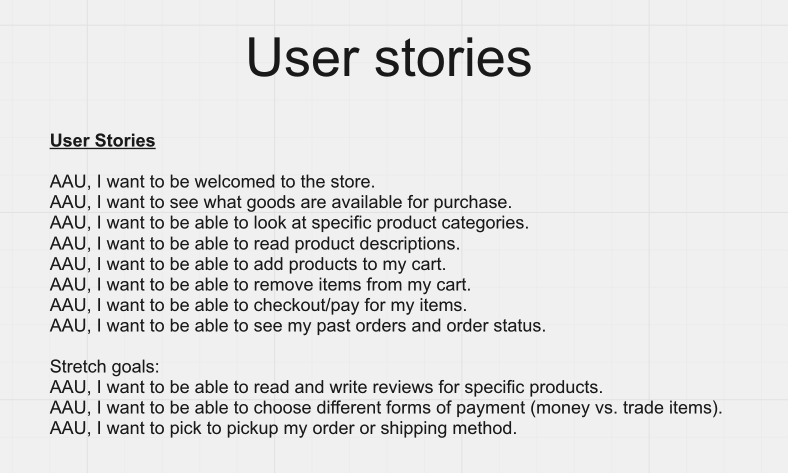 User stories
User Stories
AAU, I want to be welcomed to the store.
AAU, I want to see what goods are available for purchase.
AAU, I want to be able to look at specific product categories.
AAU, I want to be able to read product descriptions.
AAU, I want to be able to add products to my cart.
AAU, I want to be able to remove items from my cart.
AAU, I want to be able to checkout/pay for my items.
AAU, I want to be able to see my past orders and order status.
Stretch goals:
AAU, I want to be able to read and write reviews for specific products.
AAU, I want to be able to choose different forms of payment (money vs. trade items).
AAU, I want to pick to pickup my order or shipping method.